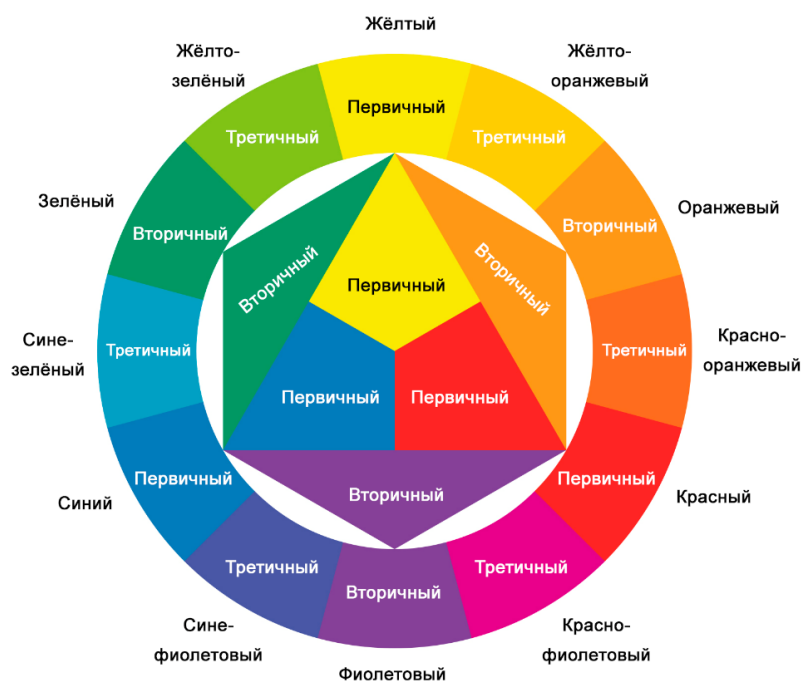 Жёлтый
Жёлто-
зелёный
Жёлто-
оранжевый
Первичный
Третичный
Третичный
Зелёный
Оранжевый
Вторичный
Вторичный
Вторичный
Вторичный
Первичный
Сине-
зелёный
Третичный
Третичный
Красно-
оранжевый
Первичный
Первичный
Синий
Первичный
Первичный
Красный
Вторичный
Третичный
Третичный
Вторичный
Сине-
фиолетовый
Красно-
фиолетовый
Фиолетовый